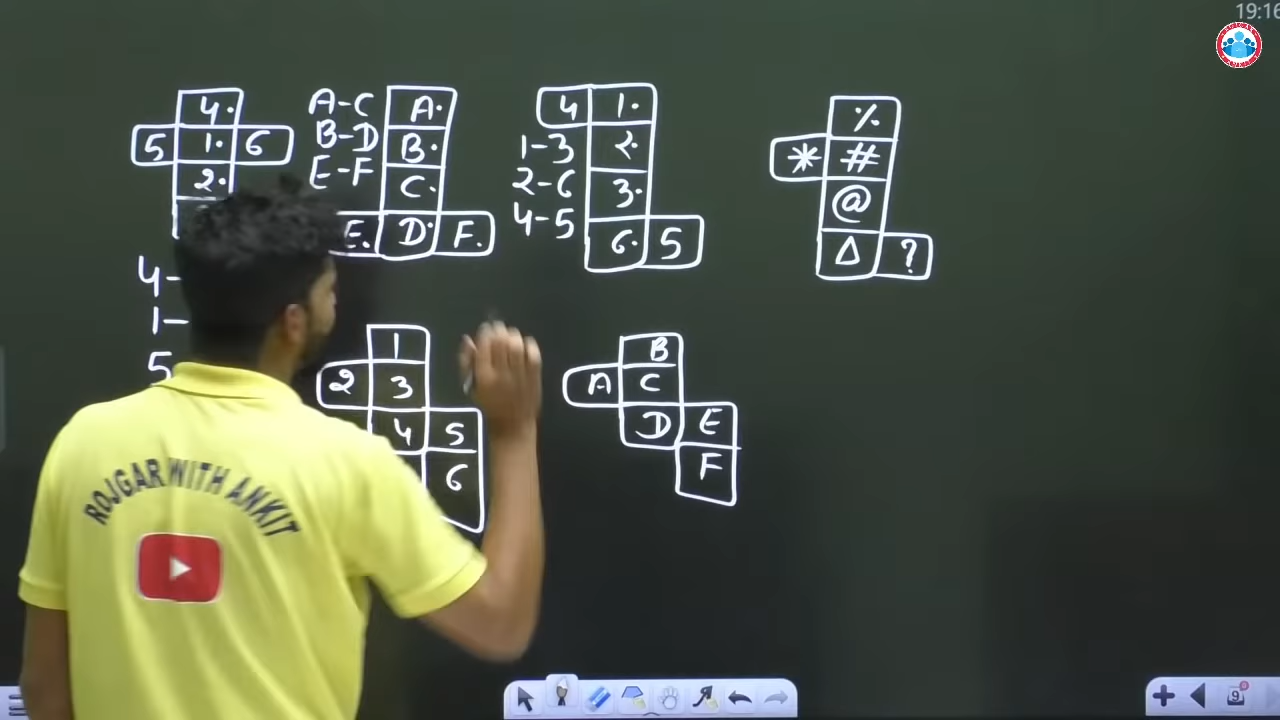 19:16
4.
5 1. 6
2.
4-
1-
5
A-C
B-D
E-F
A.
B.
C.
E. D. F.
4 1.
2.
3.
6. 5
1-3
2-6
4-5
%
* #
@
Δ ?
1
2 3
4 5
6
B
A C
D E
F
ROJGAR WITH ANKIT
9